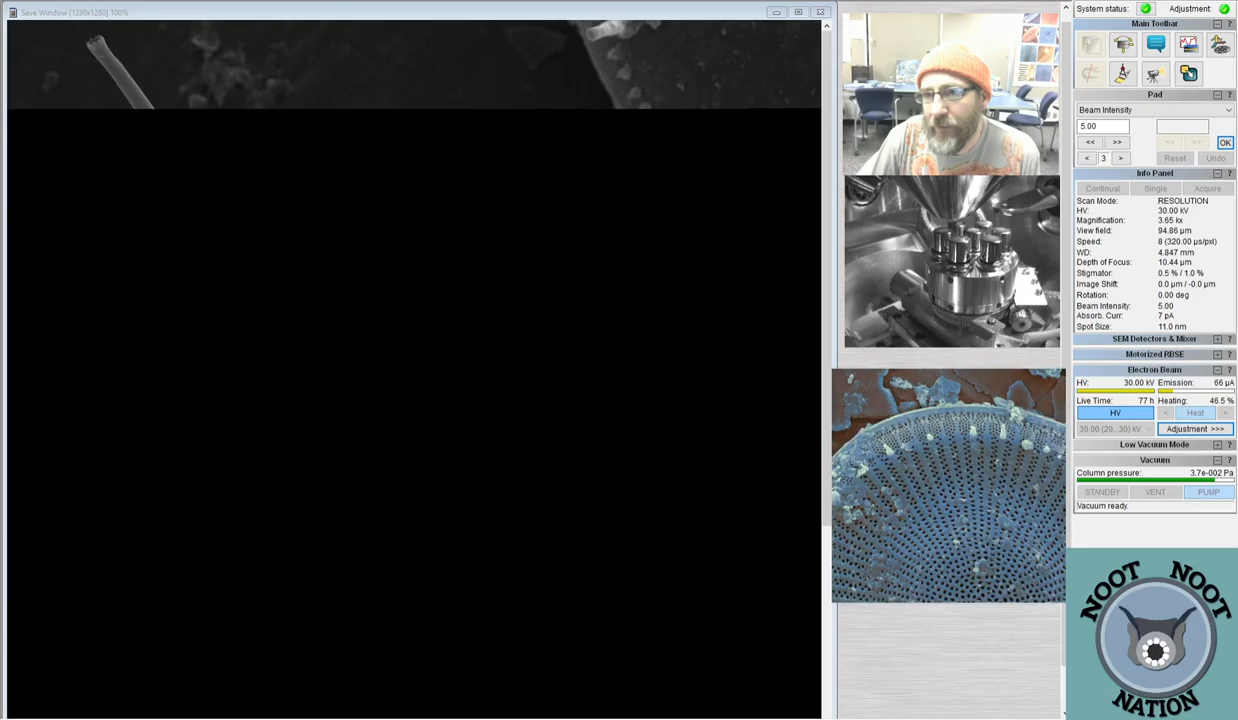 Save Window [1280x1280] 100%
System status:
Adjustment:
Main Toolbar
?
Pad
?
Beam Intensity
5.00
<< >>
<< >>
OK
< 3 >
Reset Undo
Info Panel
?
Continual Single Acquire
Scan Mode: RESOLUTION
HV: 30.00 kV
Magnification: 3.65 kx
View field: 94.86 µm
Speed: 8 (320.00 µs/pxl)
WD: 4.847 mm
Depth of Focus: 10.44 µm
Stigmator: 0.5 % / 1.0 %
Image Shift: 0.0 µm / -0.0 µm
Rotation: 0.00 deg
Beam Intensity: 5.00
Absorb. Curr: 7 pA
Spot Size: 11.0 nm
SEM Detectors & Mixer
?
Motorized RBSE
?
Electron Beam
?
HV: 30.00 kV Emission: 66 µA
Live Time: 77 h Heating: 46.5 %
HV < Heat >
30.00 (20...30) kV Adjustment >>>
Low Vacuum Mode
?
Vacuum
?
Column pressure: 3.7e-002 Pa
STANDBY VENT PUMP
Vacuum ready.
NOOT NOOT
NATION